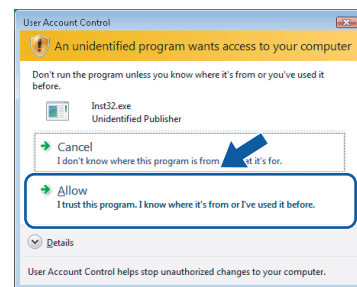 User Account Control
An unidentified program wants access to your computer
Don't run the program unless you know where it's from or you've used it
before.
Inst32.exe
Unidentified Publisher
Cancel
I don't know where this program is from at it's for.
Allow
I trust this program. I know where it's from or I've used it before.
Details
User Account Control helps stop unauthorized changes to your computer.